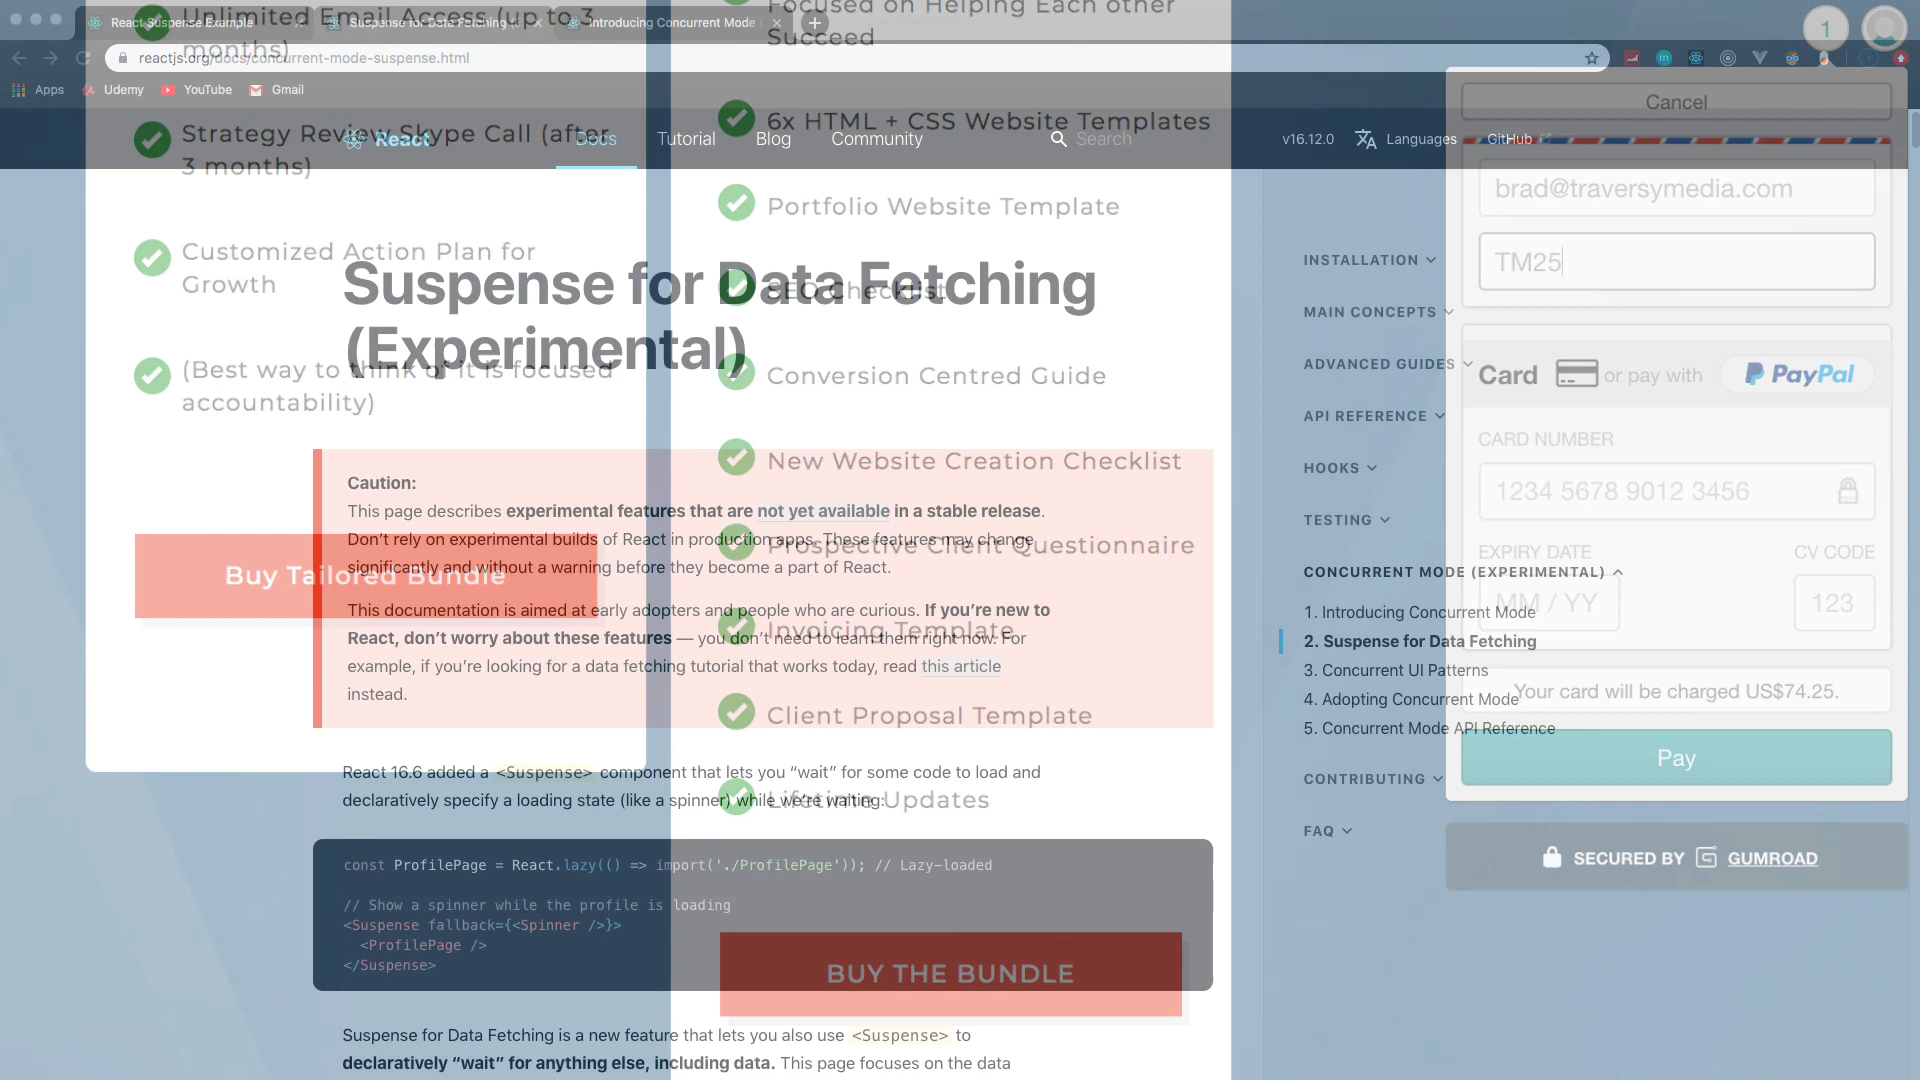 React Suspense Example
Suspense for Data Fetching (
Introducing Concurrent Mode
reactjs.org/docs/concurrent-mode-suspense.html
Apps
Udemy
YouTube
Gmail
React
Docs
Tutorial
Blog
Community
Search
v16.12.0
Languages
GitHub
Unlimited Email Access (up to 3
months)
Strategy Review Skype Call (after
3 months)
Customized Action Plan for
Growth
(Best way to think of it is focused
accountability)
Buy Tailored Bundle
Focused on Helping Each other
Succeed
6x HTML + CSS Website Templates
Portfolio Website Template
SEO Checklist
Conversion Centred Guide
New Website Creation Checklist
Prospective Client Questionnaire
Invoicing Template
Client Proposal Template
Lifetime Updates
BUY THE BUNDLE
Suspense for Data Fetching
(Experimental)
Caution:
This page describes experimental features that are not yet available in a stable release.
Don’t rely on experimental builds of React in production apps. These features may change
significantly and without a warning before they become a part of React.
This documentation is aimed at early adopters and people who are curious. If you’re new to
React, don’t worry about these features — you don’t need to learn them right now. For
example, if you’re looking for a data fetching tutorial that works today, read this article
instead.
React 16.6 added a <Suspense> component that lets you “wait” for some code to load and
declaratively specify a loading state (like a spinner) while we’re waiting:
const ProfilePage = React.lazy(() => import('./ProfilePage')); // Lazy-loaded
// Show a spinner while the profile is loading
<Suspense fallback={<Spinner />}>
<ProfilePage />
</Suspense>
Suspense for Data Fetching is a new feature that lets you also use <Suspense> to
declaratively “wait” for anything else, including data. This page focuses on the data
INSTALLATION
MAIN CONCEPTS
ADVANCED GUIDES
API REFERENCE
HOOKS
TESTING
CONCURRENT MODE (EXPERIMENTAL)
1. Introducing Concurrent Mode
2. Suspense for Data Fetching
3. Concurrent UI Patterns
4. Adopting Concurrent Mode
5. Concurrent Mode API Reference
CONTRIBUTING
FAQ
1
Cancel
brad@traversymedia.com
TM25
Card
or pay with
PayPal
CARD NUMBER
1234 5678 9012 3456
EXPIRY DATE
CV CODE
MM / YY
123
Your card will be charged US$74.25.
Pay
SECURED BY GUMROAD